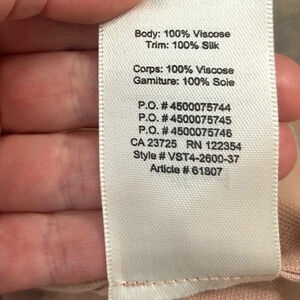 Body: 100% Viscose
Trim: 100% Silk
Corps: 100% Viscose
Garniture: 100% Soie
P.O. # 4500075744
P.O. # 4500075745
P.O. # 4500075746
CA 23725 RN 122354
Style # VST4-2600-37
Article # 61807